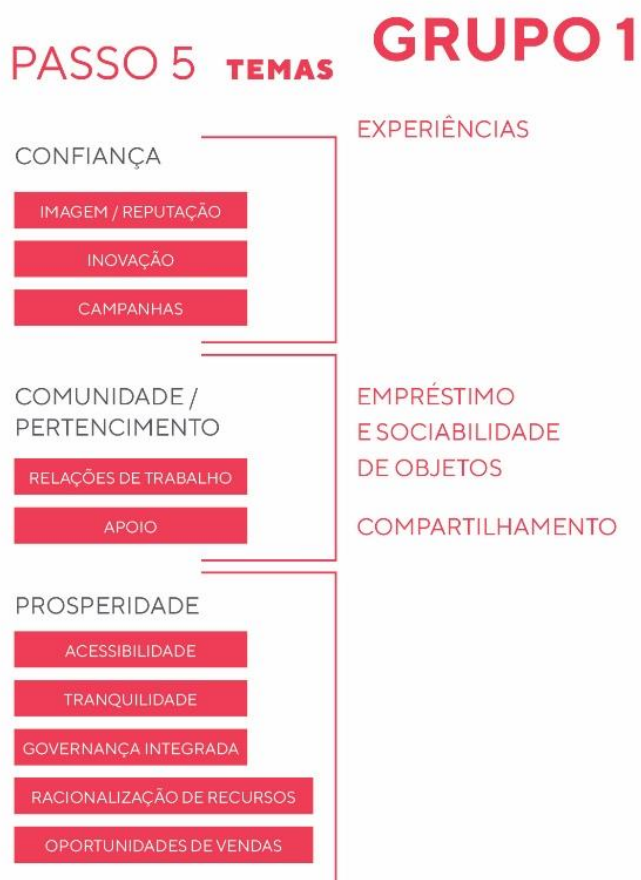 PASSO 5 TEMAS
GRUPO 1
CONFIANÇA
IMAGEM / REPUTAÇÃO
INOVAÇÃO
CAMPANHAS
EXPERIÊNCIAS
COMUNIDADE /
PERTENCIMENTO
RELAÇÕES DE TRABALHO
APOIO
EMPRÉSTIMO
E SOCIABILIDADE
DE OBJETOS
COMPARTILHAMENTO
PROSPERIDADE
ACESSIBILIDADE
TRANQUILIDADE
GOVERNANÇA INTEGRADA
RACIONALIZAÇÃO DE RECURSOS
OPORTUNIDADES DE VENDAS